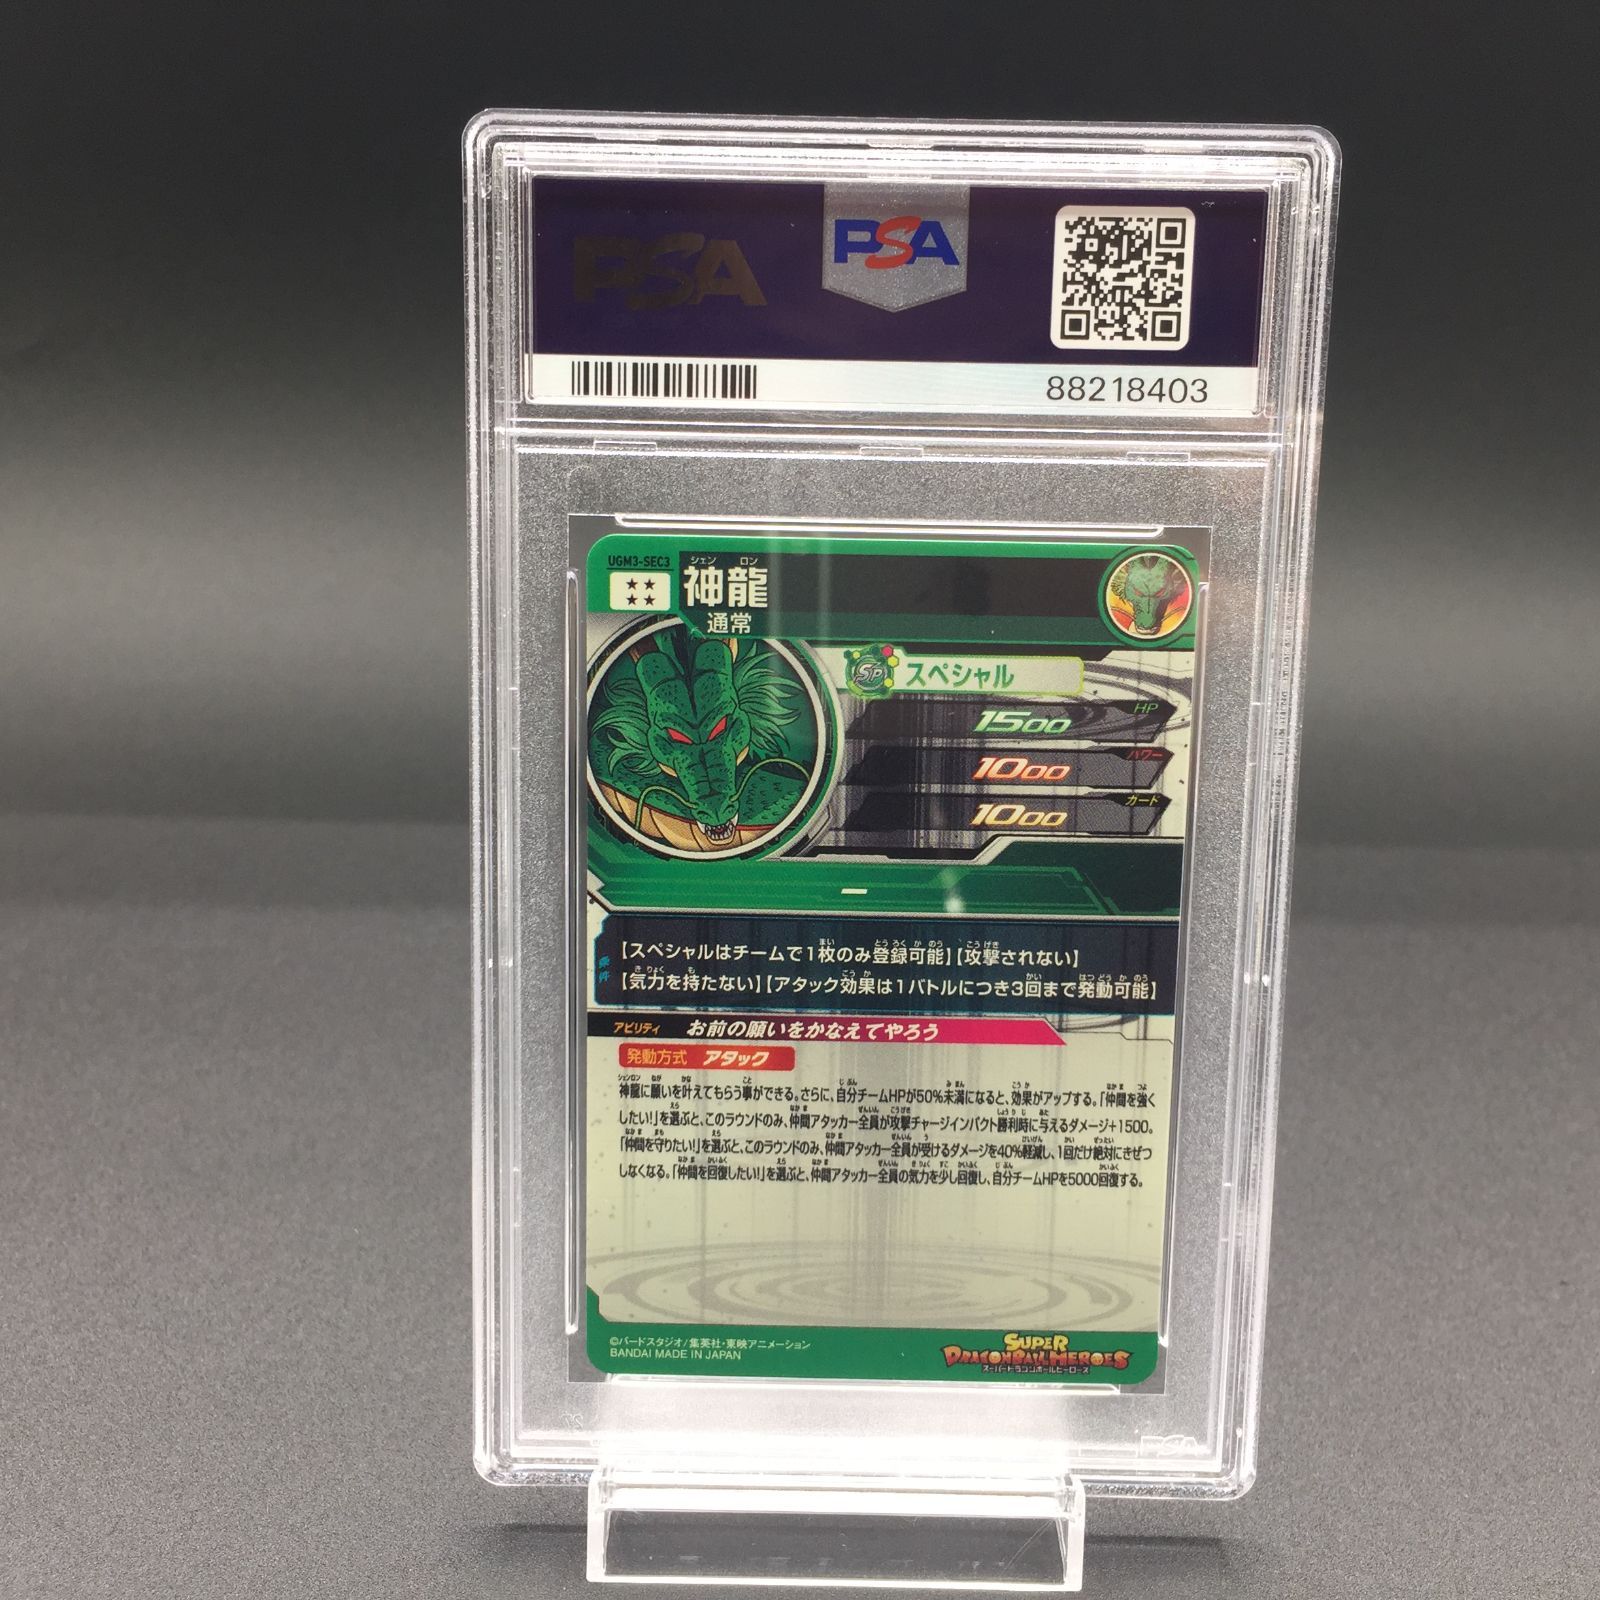 PSA
PSA
88218403
UGM3-SEC3
シェン ロン
神龍
通常
SP スペシャル
HP
1500
パワー
1000
ガード
1000
ー
条件
【スペシャルはチームで1枚のみ登録可能】【攻撃されない】
【気力を持たない】【アタック効果は1バトルにつき3回まで発動可能】
アビリティ お前の願いをかなえてやろう
発動方式 アタック
神龍に願いを叶えてもらう事ができる。さらに、自分チームHPが50%未満になると、効果がアップする。「仲間を強く
したい!」を選ぶと、このラウンドのみ、仲間アタッカー全員が攻撃チャージインパクト勝利時に与えるダメージ+1500。
「仲間を守りたい!」を選ぶと、このラウンドのみ、仲間アタッカー全員が受けるダメージを40%軽減し、1回だけ絶対にきぜつ
しなくなる。「仲間を回復したい!」を選ぶと、仲間アタッカー全員の気力を少し回復し、自分チームHPを5000回復する。
©バードスタジオ/集英社・東映アニメーション
BANDAI MADE IN JAPAN
SUPER
DRAGONBALL HEROES
スーパードラゴンボールヒーローズ
PSA